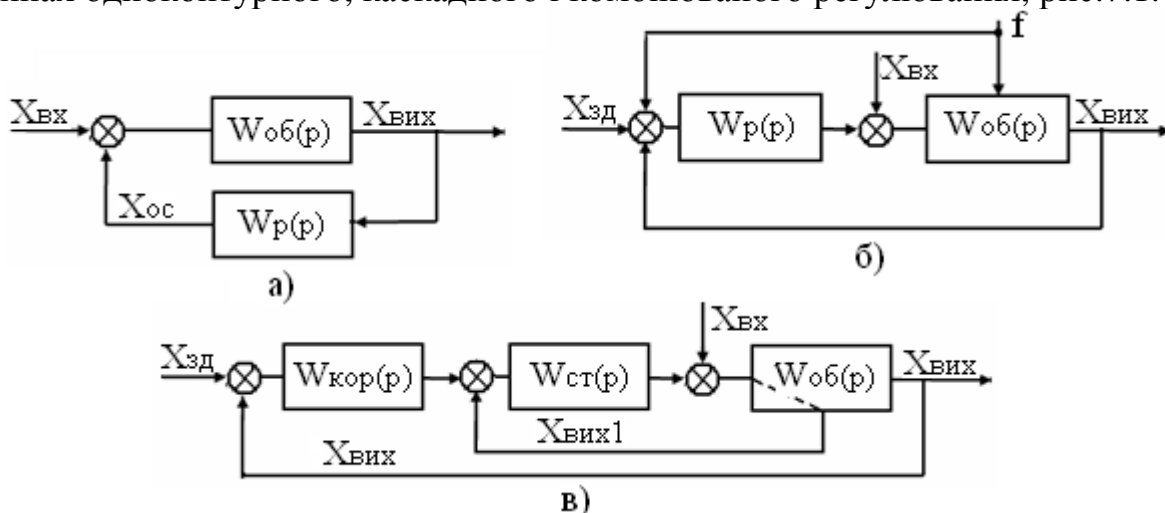 одноконтурного, каскадного і комбінованого регулювання, рис.7.1.
f
Xвх
Xвх Wоб(p) Xвих
Xзд Wр(p) Wоб(p) Xвих
Xос Wр(p)
а)
б)
Xвх
Xзд Wкор(p) Wст(p) Wоб(p) Xвих
Xвих1
Xвих
в)